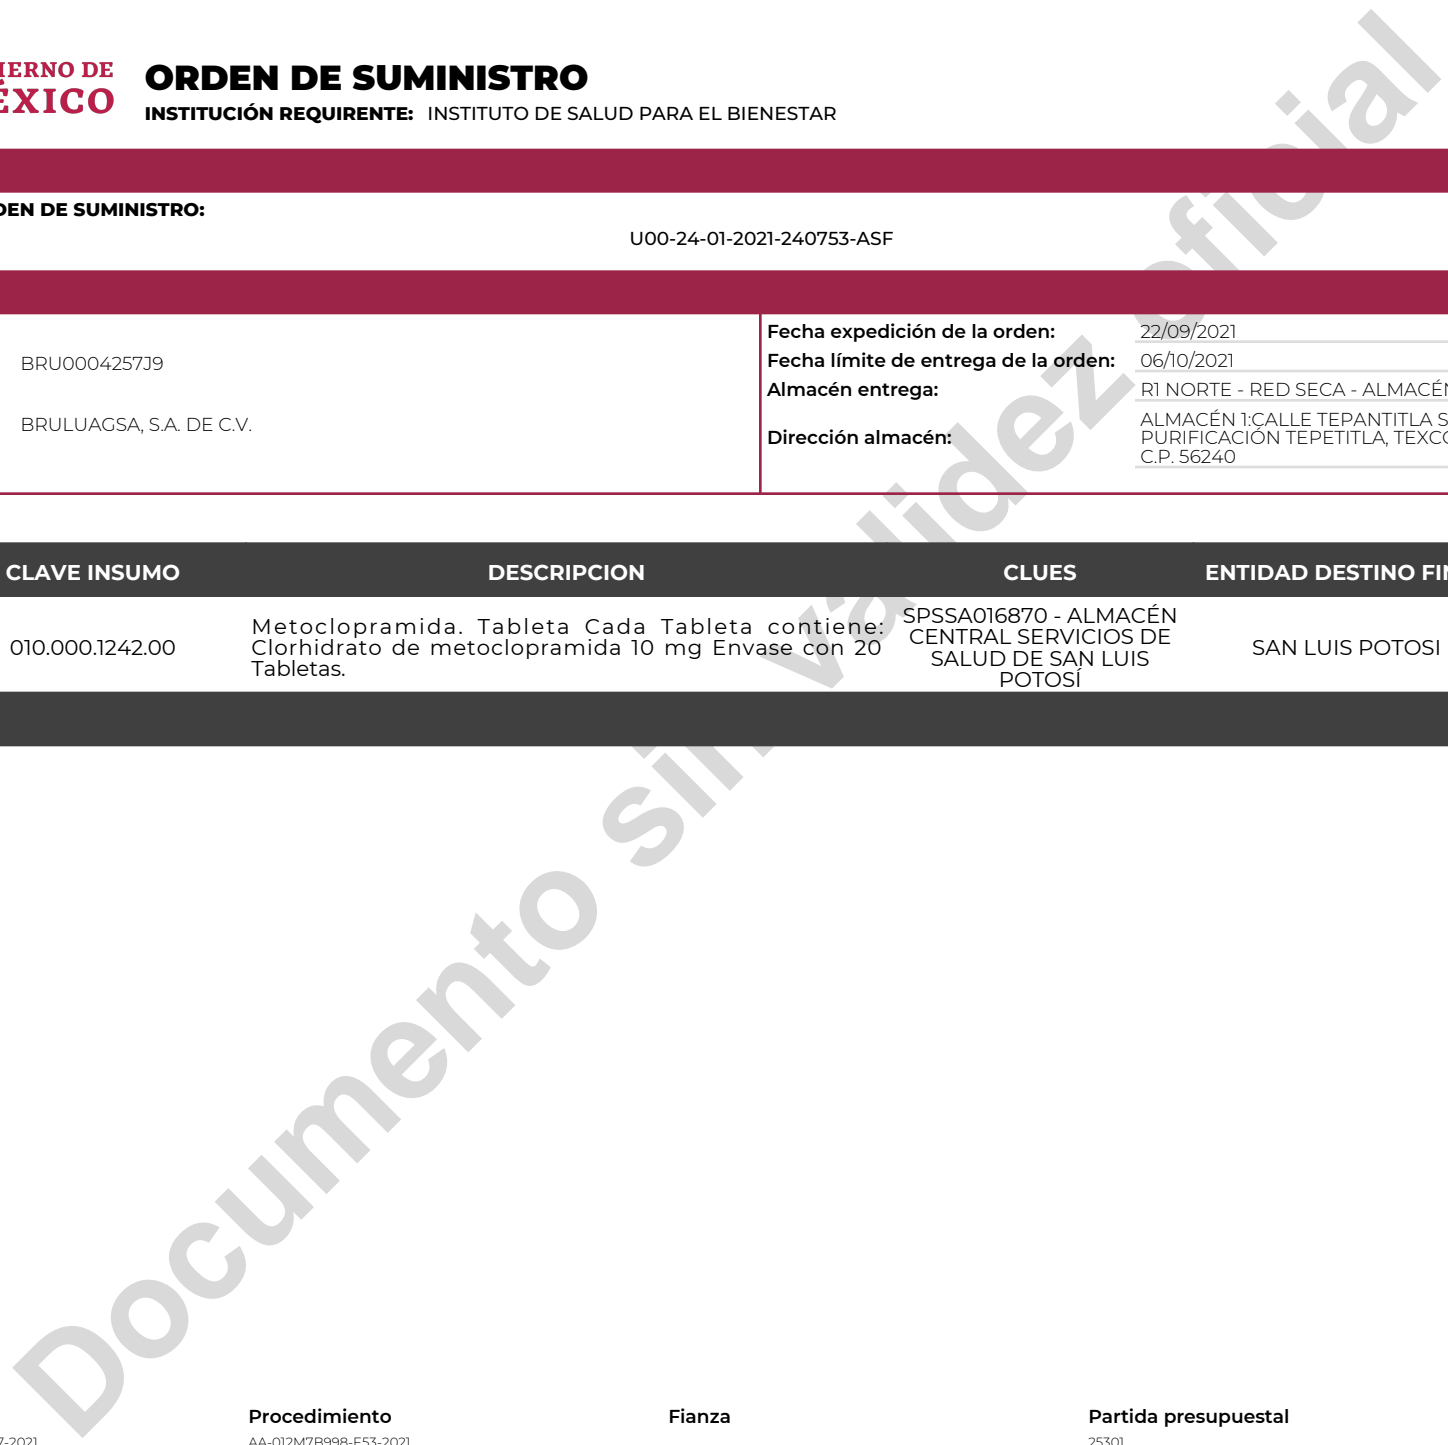 ORDEN DE SUMINISTRO
INSTITUCIÓN REQUIRENTE: INSTITUTO DE SALUD PARA EL BIENESTAR
DE
DE SUMINISTRO:
U00-24-01-2021-240753-ASF
BRU0004257J9
BRULUAGSA, S.A. DE C.V.
Fecha expedición de la orden: 22/09/2021
Fecha límite de entrega de la orden: 06/10/2021
Almacén entrega: R1 NORTE - RED SECA - ALMACÉN
Dirección almacén:
ALMACÉN 1:CALLE TEPANTITLA
PURIFICACIÓN TEPETITLA,
C.P. 56240
CLAVE INSUMO DESCRIPCION CLUES ENTIDAD DESTINO
010.000.1242.00
Metoclopramida. Tableta Cada Tableta contiene:
Clorhidrato de metoclopramida 10 mg Envase con 20
Tabletas.
SPSSA016870 - ALMACÉN
CENTRAL SERVICIOS DE
SALUD DE SAN LUIS
POTOSÍ
SAN LUIS POTOSI
Documento sin validez oficial
Procedimiento Fianza Partida presupuestal
AA-012M7B998-E53-2021 25301